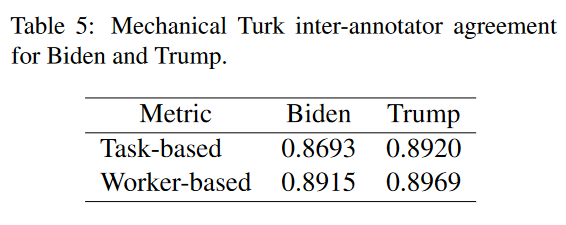 Table 5: Mechanical Turk inter-annotator agreement
for Biden and Trump.
Metric Biden Trump
Task-based 0.8693 0.8920
Worker-based 0.8915 0.8969